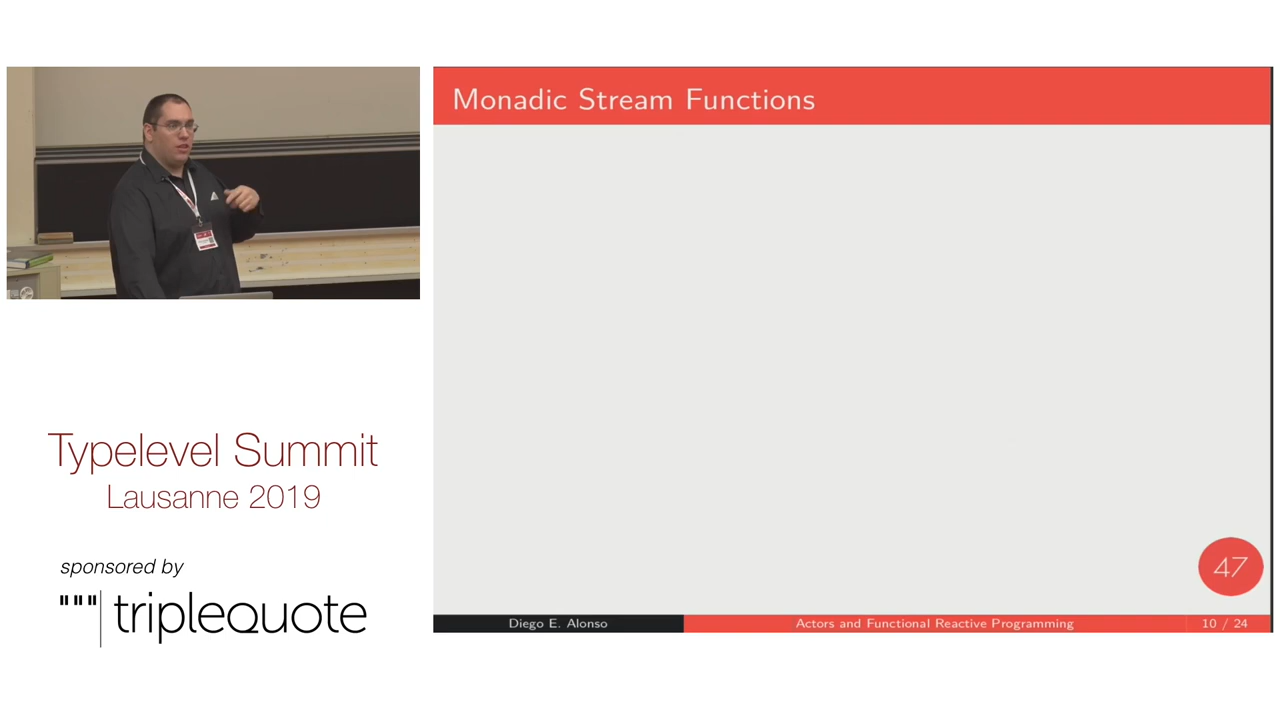 Monadic Stream Functions
Typelevel Summit
Lausanne 2019
sponsored by
"""|triplequote
47
Diego E. Alonso
Actors and Functional Reactive Programming
10 / 24